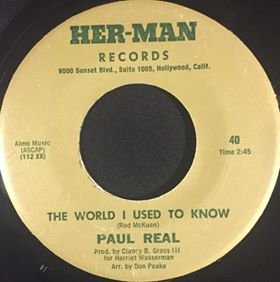 HER-MAN
RECORDS
9000 Sunset Blvd., Suite 1005, Hollywood, Calif.
Almo Music
(ASCAP)
(112 XX)
40
Time 2:45
THE WORLD I USED TO KNOW
(Rod McKuen)
PAUL REAL
Prod. by Clancy B. Grass III
for Harriet Wasserman
Arr. by Don Peake